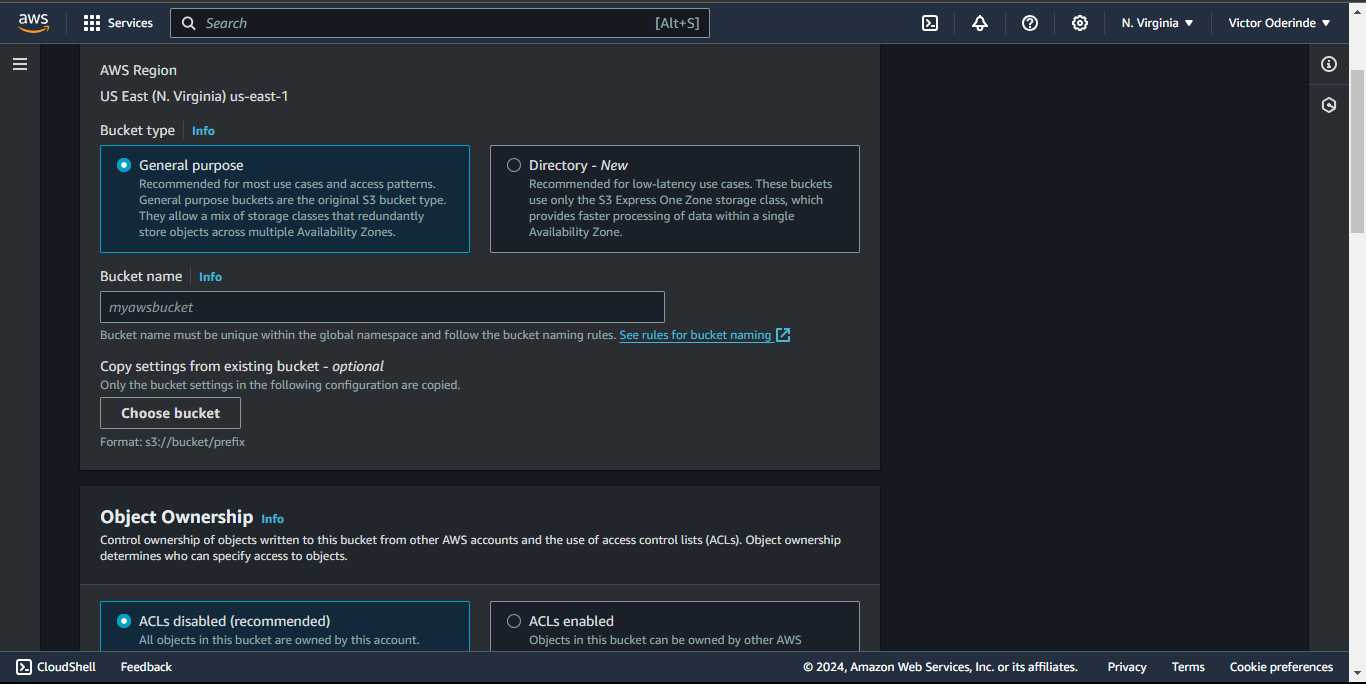 aws
Services
Search
[Alt+S]
N. Virginia
Victor Oderinde
AWS Region
US East (N. Virginia) us-east-1
Bucket type
Info
General purpose
Recommended for most use cases and access patterns.
General purpose buckets are the original S3 bucket type.
They allow a mix of storage classes that redundantly
store objects across multiple Availability Zones.
Directory - New
Recommended for low-latency use cases. These buckets
use only the S3 Express One Zone storage class, which
provides faster processing of data within a single
Availability Zone.
Bucket name
Info
myawsbucket
Bucket name must be unique within the global namespace and follow the bucket naming rules. See rules for bucket naming
Copy settings from existing bucket - optional
Only the bucket settings in the following configuration are copied.
Choose bucket
Format: s3://bucket/prefix
Object Ownership Info
Control ownership of objects written to this bucket from other AWS accounts and the use of access control lists (ACLs). Object ownership
determines who can specify access to objects.
ACLs disabled (recommended)
All objects in this bucket are owned by this account.
ACLs enabled
Objects in this bucket can be owned by other AWS
CloudShell
Feedback
© 2024, Amazon Web Services, Inc. or its affiliates.
Privacy
Terms
Cookie preferences